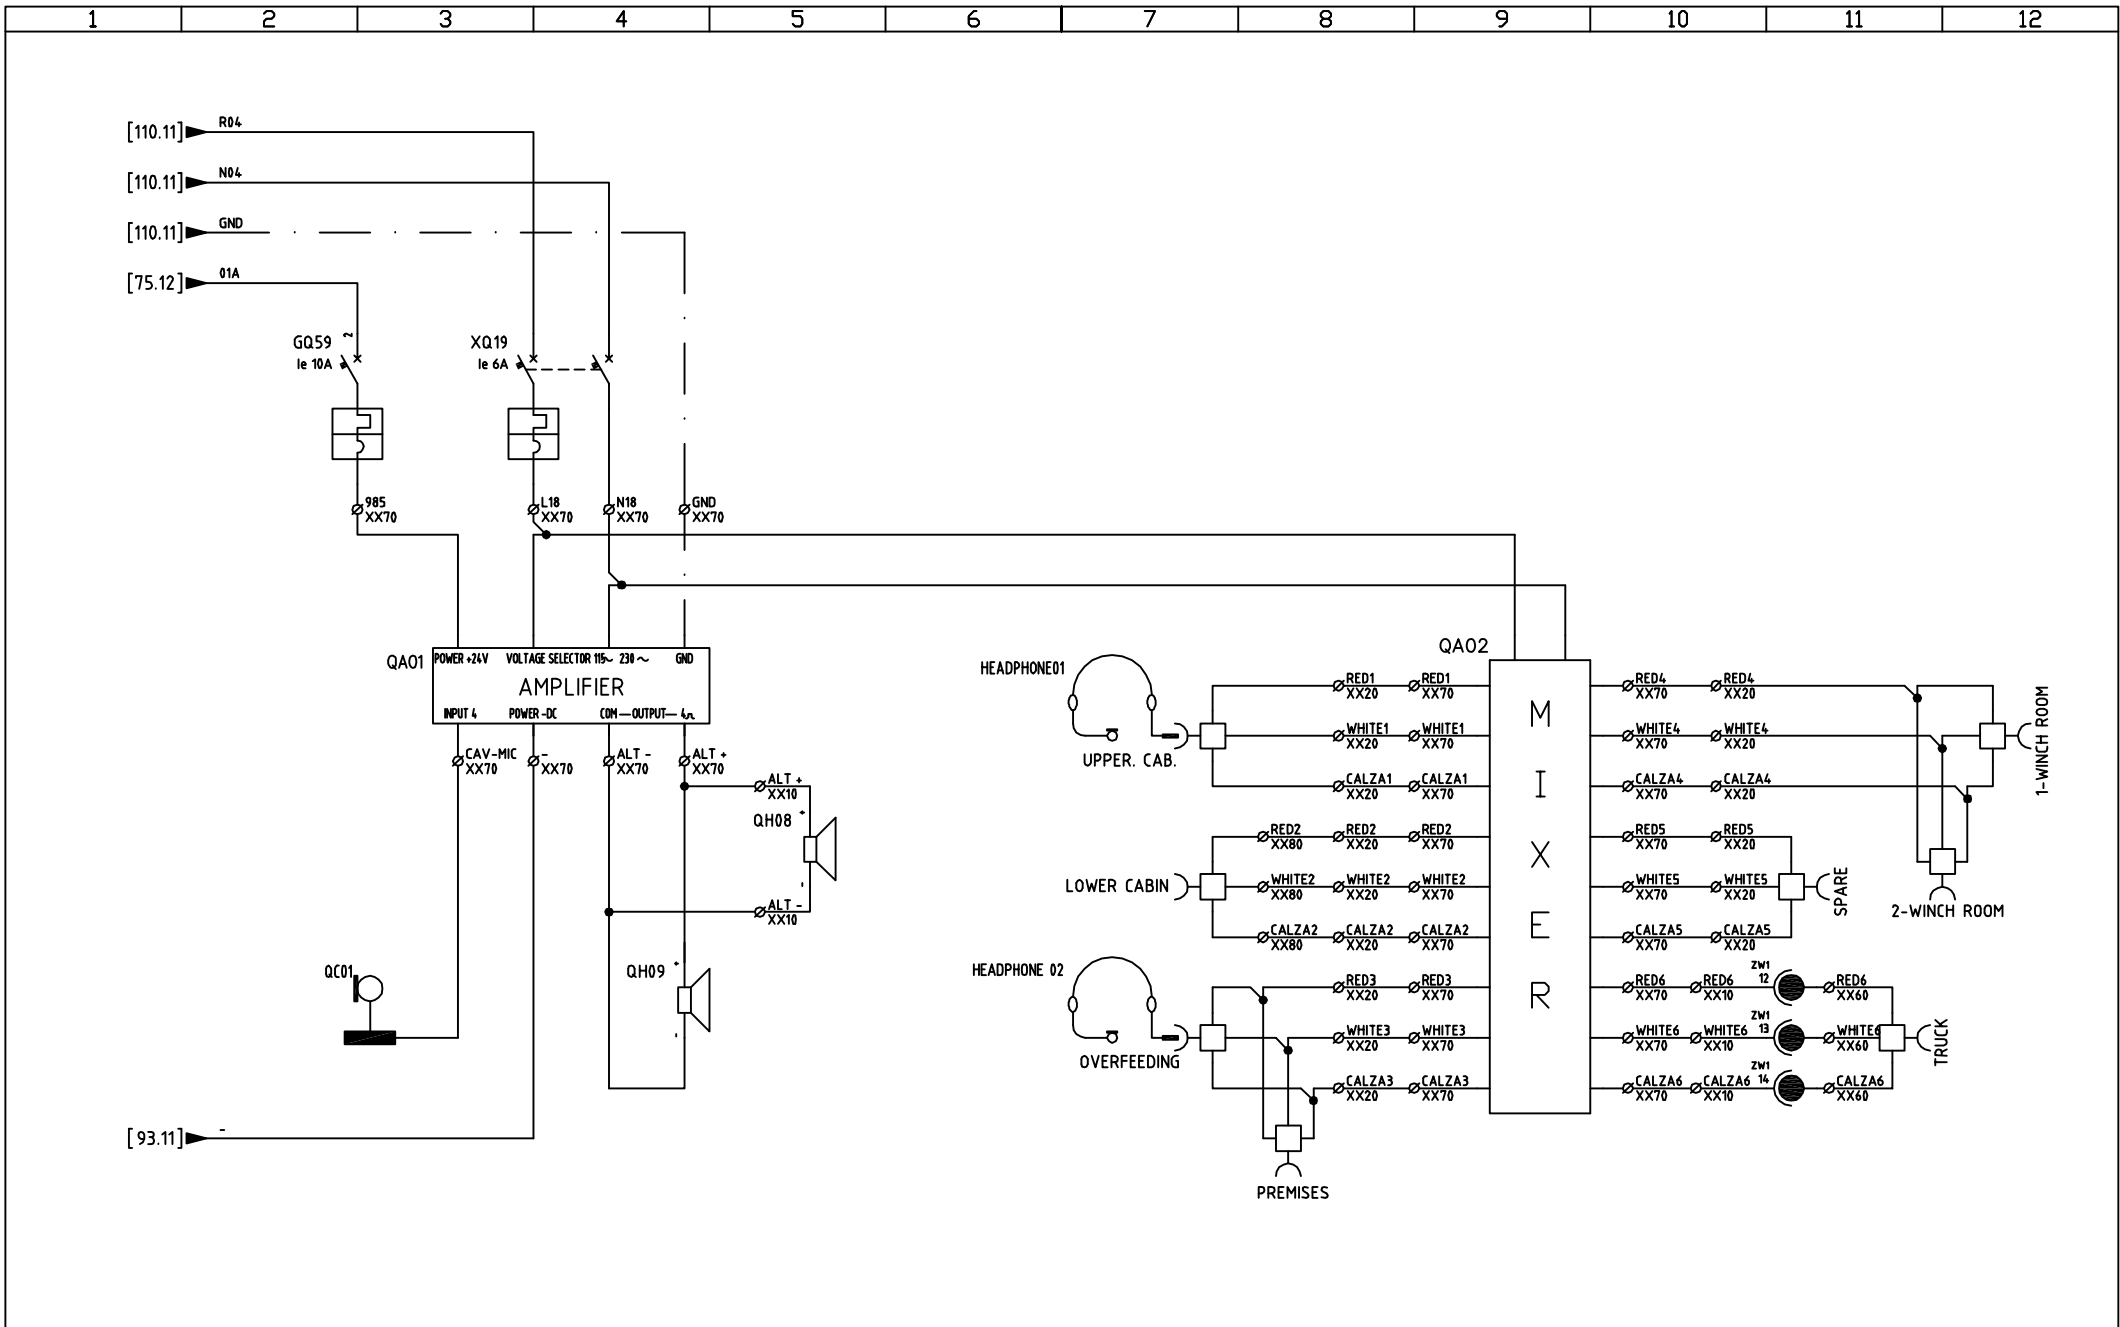 1 2 3 4 5 6 7 8 9 10 11 12
[110.11] R04
[110.11] N04
[110.11] GND
[75.12] 01A
GQ59 2
Ie 10A
XQ19
Ie 6A
985
XX70
L18
XX70
N18
XX70
GND
XX70
QA01
POWER +24V VOLTAGE SELECTOR 115~ 230 ~ GND
AMPLIFIER
INPUT 4 POWER -DC COM—OUTPUT— 4
CAV-MIC
XX70
-
XX70
ALT -
XX70
ALT +
XX70
ALT +
XX10
QH08 +
-
ALT -
XX10
QC01
QH09 +
-
[93.11] -
HEADPHONE01
UPPER. CAB.
LOWER CABIN
HEADPHONE 02
OVERFEEDING
PREMISES
RED1 RED1
XX20 XX70
WHITE1 WHITE1
XX20 XX70
CALZA1 CALZA1
XX20 XX70
RED2 RED2 RED2
XX80 XX20 XX70
WHITE2 WHITE2 WHITE2
XX80 XX20 XX70
CALZA2 CALZA2 CALZA2
XX80 XX20 XX70
RED3 RED3
XX20 XX70
WHITE3 WHITE3
XX20 XX70
CALZA3 CALZA3
XX20 XX70
QA02
MIXER
RED4 RED4
XX70 XX20
WHITE4 WHITE4
XX70 XX20
CALZA4 CALZA4
XX70 XX20
RED5 RED5
XX70 XX20
WHITE5 WHITE5
XX70 XX20
CALZA5 CALZA5
XX70 XX20
RED6 RED6 ZW1 12 RED6
XX70 XX10 XX60
WHITE6 WHITE6 ZW1 13 WHITE6
XX70 XX10 XX60
CALZA6 CALZA6 ZW1 14 CALZA6
XX70 XX10 XX60
1-WINCH ROOM
2-WINCH ROOM
SPARE
TRUCK